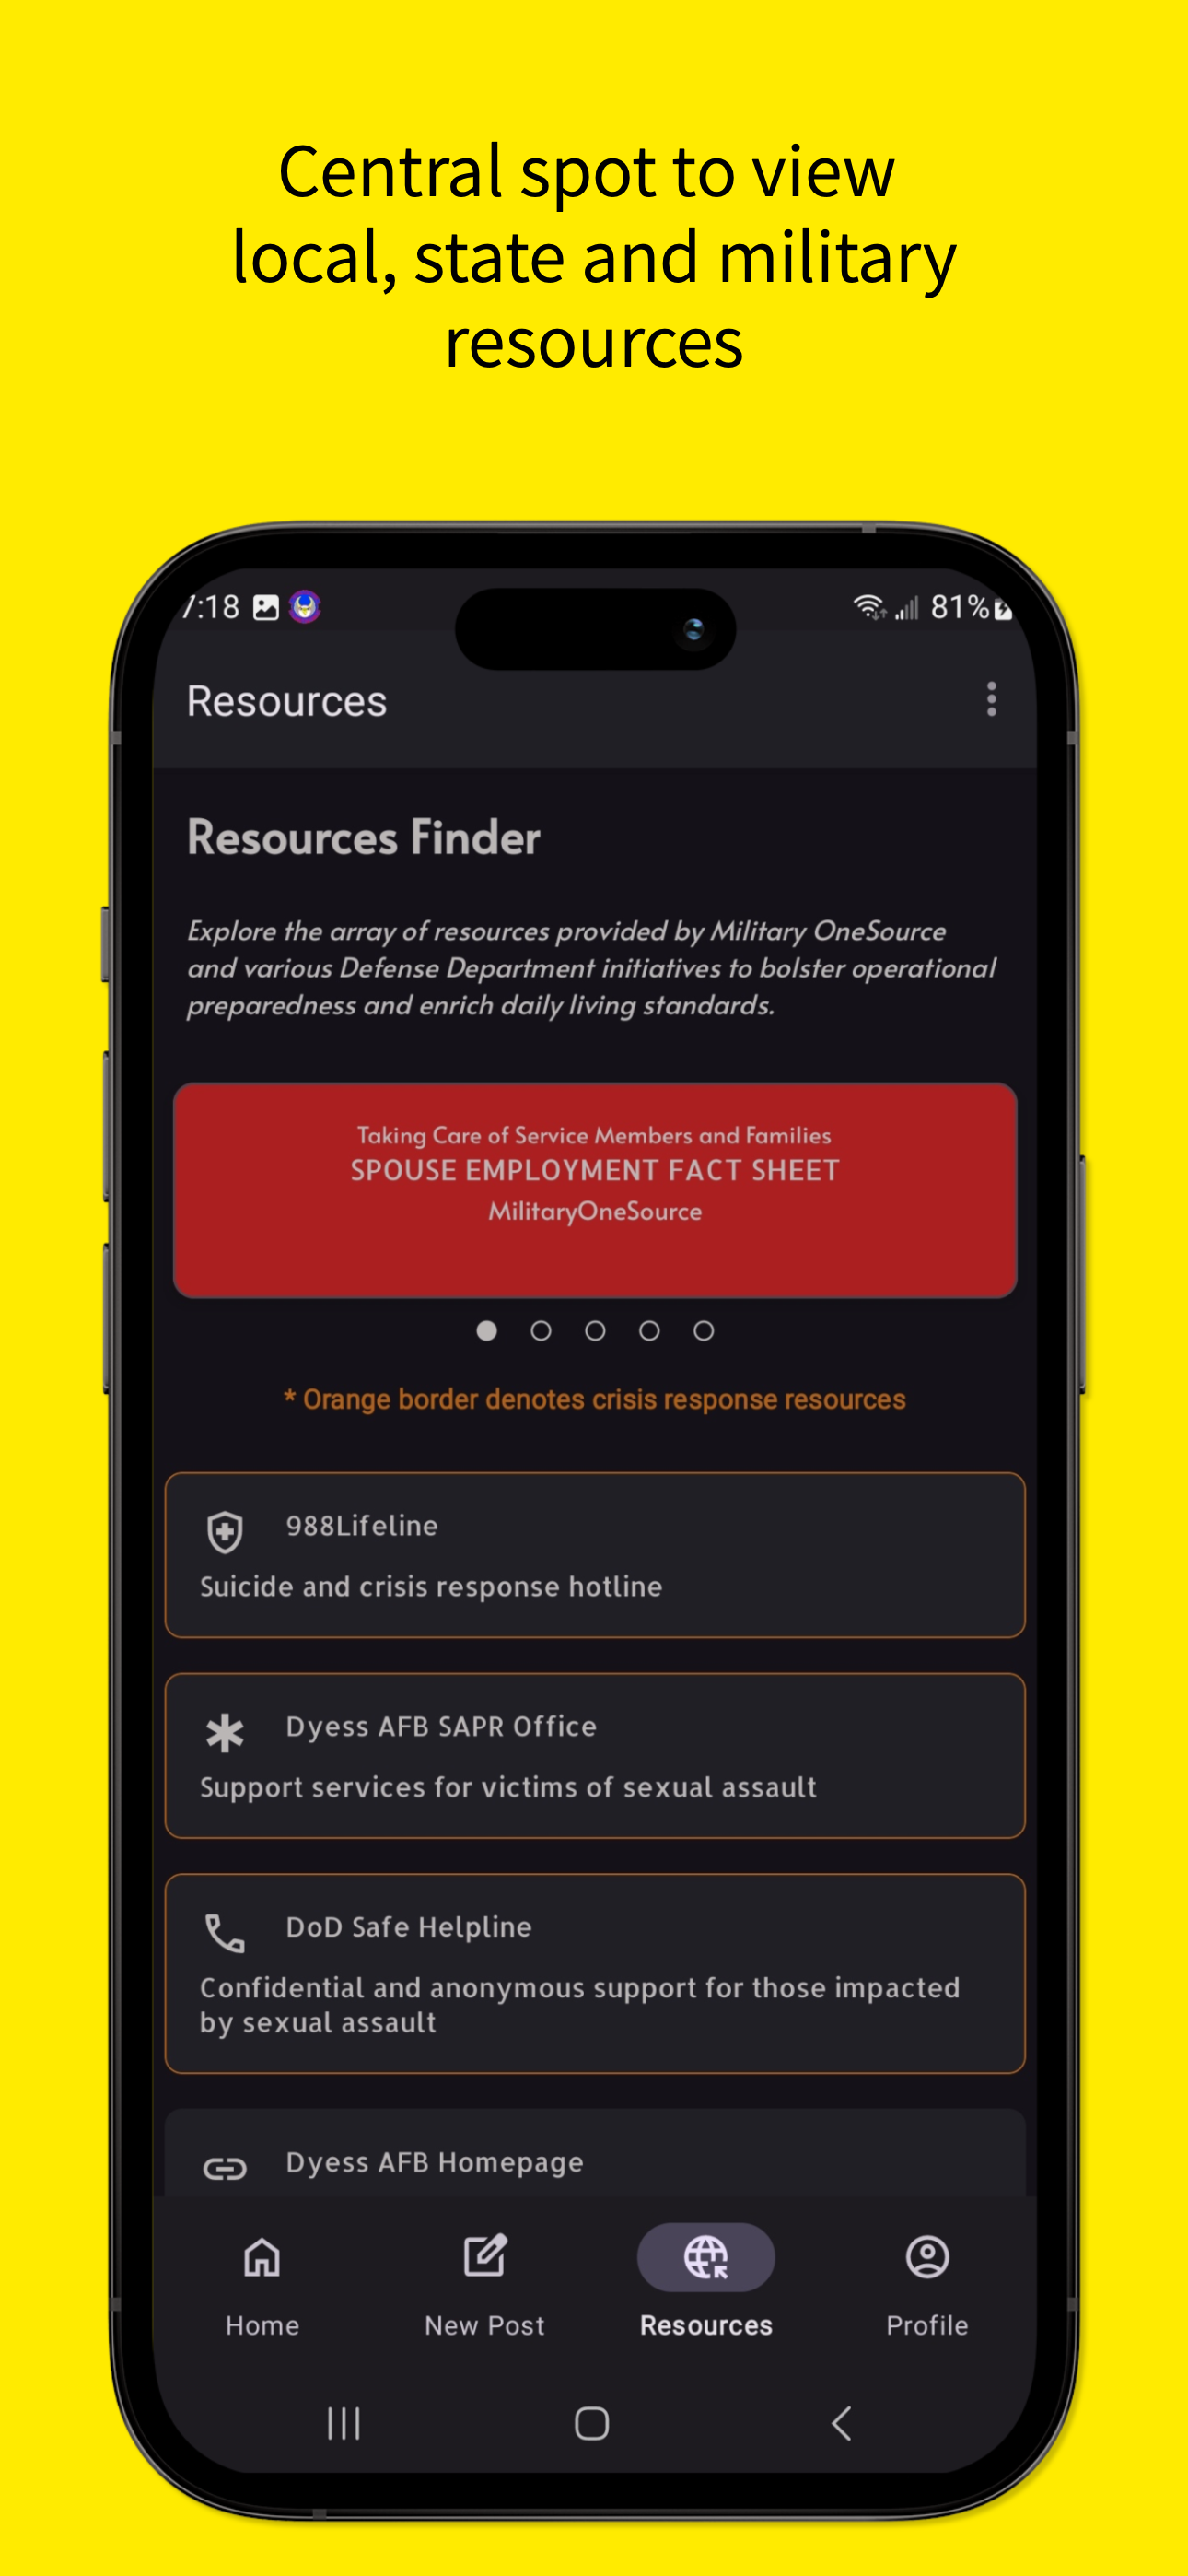 Central spot to view
local, state and military
resources
7:18
81%
Resources
Resources Finder
Explore the array of resources provided by Military OneSource
and various Defense Department initiatives to bolster operational
preparedness and enrich daily living standards.
Taking Care of Service Members and Families
SPOUSE EMPLOYMENT FACT SHEET
MilitaryOneSource
* Orange border denotes crisis response resources
988Lifeline
Suicide and crisis response hotline
Dyess AFB SAPR Office
Support services for victims of sexual assault
DoD Safe Helpline
Confidential and anonymous support for those impacted
by sexual assault
Dyess AFB Homepage
Home
New Post
Resources
Profile